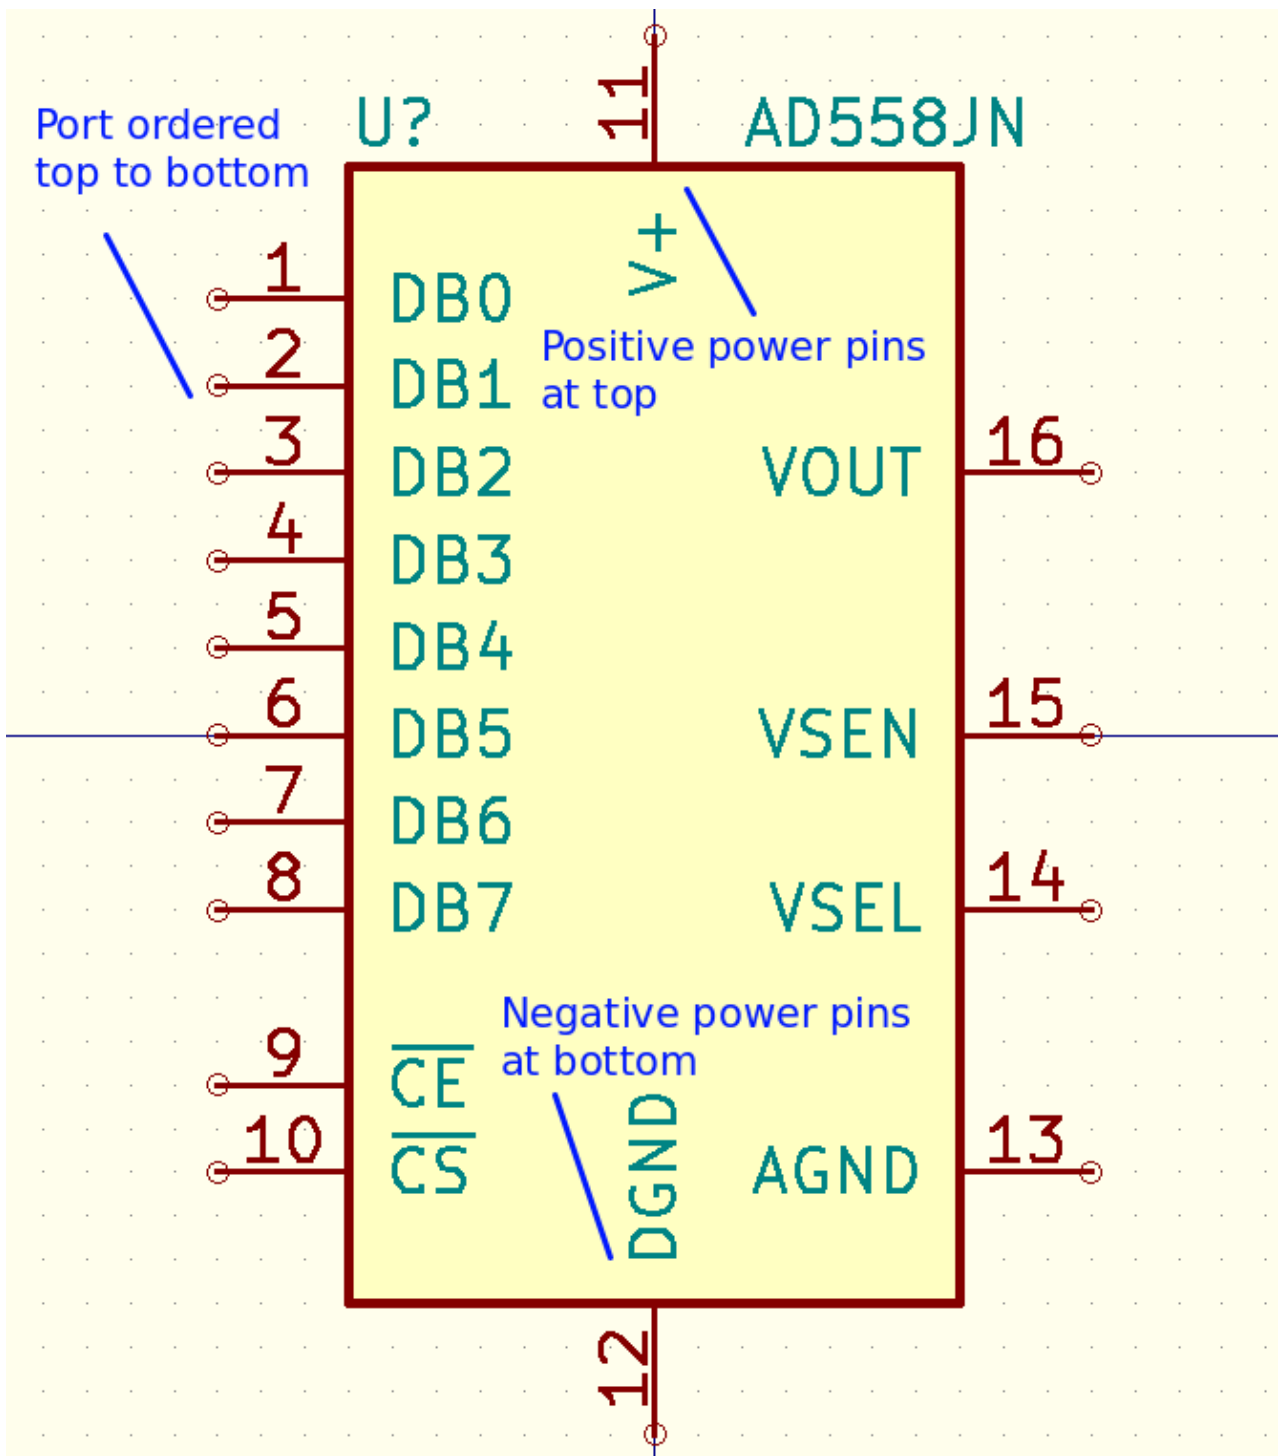 11
Port ordered
top to bottom
U?
AD558JN
V+
1
DB0
2
DB1
Positive power pins
at top
3
DB2
VOUT
16
4
DB3
5
DB4
6
DB5
VSEN
15
7
DB6
8
DB7
VSEL
14
Negative power pins
at bottom
9
CE
10
CS
DGND
AGND
13
12